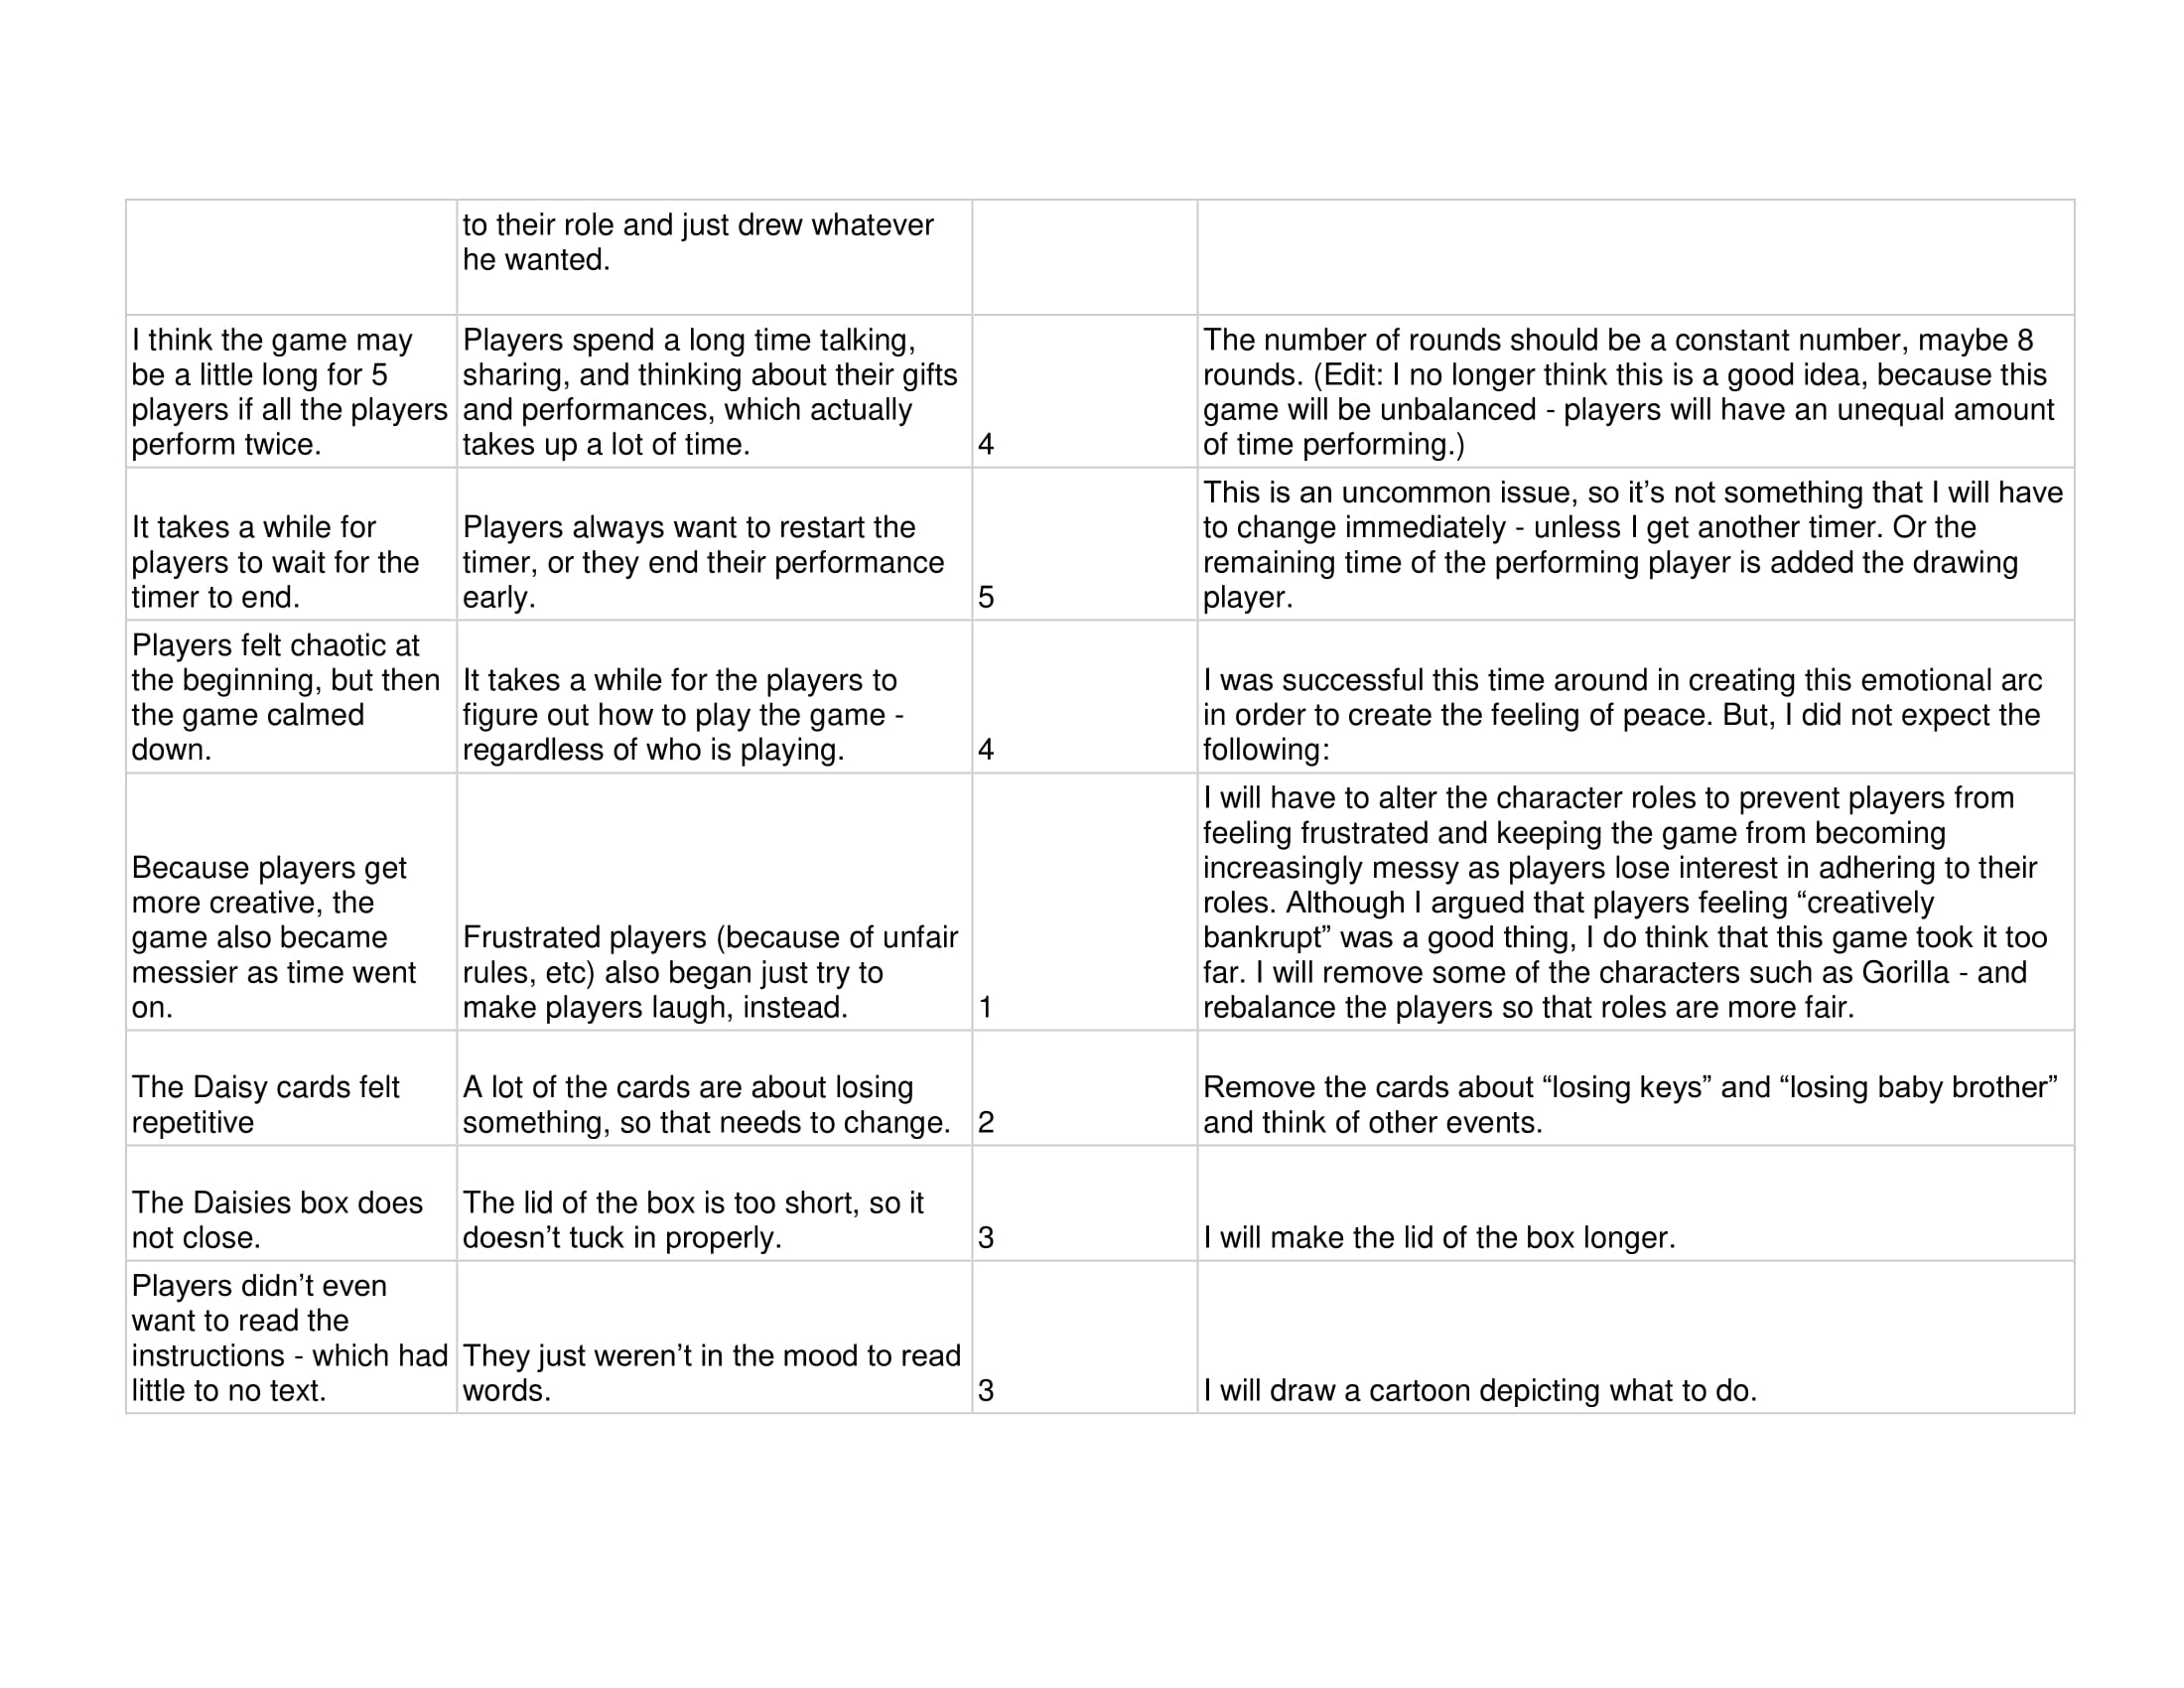 to their role and just drew whatever
he wanted.
I think the game may
be a little long for 5
players if all the players
perform twice.
Players spend a long time talking,
sharing, and thinking about their gifts
and performances, which actually
takes up a lot of time.
4
The number of rounds should be a constant number, maybe 8
rounds. (Edit: I no longer think this is a good idea, because this
game will be unbalanced - players will have an unequal amount
of time performing.)
It takes a while for
players to wait for the
timer to end.
Players always want to restart the
timer, or they end their performance
early.
5
This is an uncommon issue, so it’s not something that I will have
to change immediately - unless I get another timer. Or the
remaining time of the performing player is added the drawing
player.
Players felt chaotic at
the beginning, but then
the game calmed
down.
It takes a while for the players to
figure out how to play the game -
regardless of who is playing.
4
I was successful this time around in creating this emotional arc
in order to create the feeling of peace. But, I did not expect the
following:
Because players get
more creative, the
game also became
messier as time went
on.
Frustrated players (because of unfair
rules, etc) also began just try to
make players laugh, instead.
1
I will have to alter the character roles to prevent players from
feeling frustrated and keeping the game from becoming
increasingly messy as players lose interest in adhering to their
roles. Although I argued that players feeling “creatively
bankrupt” was a good thing, I do think that this game took it too
far. I will remove some of the characters such as Gorilla - and
rebalance the players so that roles are more fair.
The Daisy cards felt
repetitive
A lot of the cards are about losing
something, so that needs to change.
2
Remove the cards about “losing keys” and “losing baby brother”
and think of other events.
The Daisies box does
not close.
The lid of the box is too short, so it
doesn’t tuck in properly.
3
I will make the lid of the box longer.
Players didn’t even
want to read the
instructions - which had
little to no text.
They just weren’t in the mood to read
words.
3
I will draw a cartoon depicting what to do.